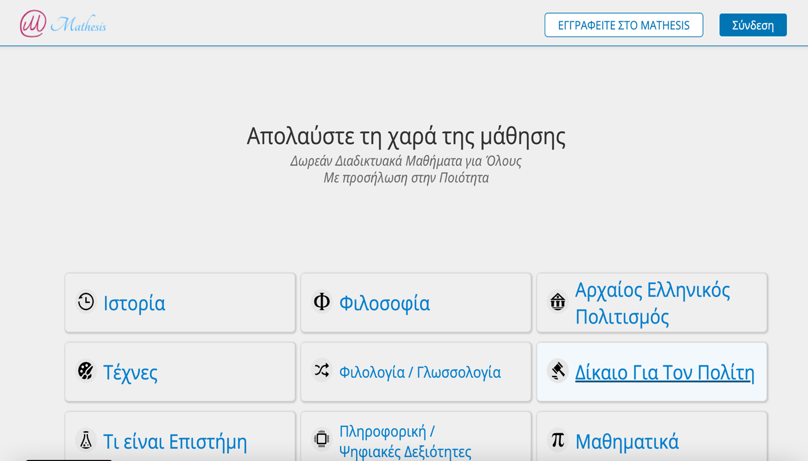 Mathesis
ΕΓΓΡΑΦΕΙΤΕ ΣΤΟ MATHESIS
Σύνδεση
Απολαύστε τη χαρά της μάθησης
Δωρεάν Διαδικτυακά Μαθήματα για Όλους
Με προσήλωση στην Ποιότητα
Ιστορία
Φιλοσοφία
Αρχαίος Ελληνικός
Πολιτισμός
Τέχνες
Φιλολογία / Γλωσσολογία
Δίκαιο Για Τον Πολίτη
Τι είναι Επιστήμη
Πληροφορική /
Ψηφιακές Δεξιότητες
Μαθηματικά